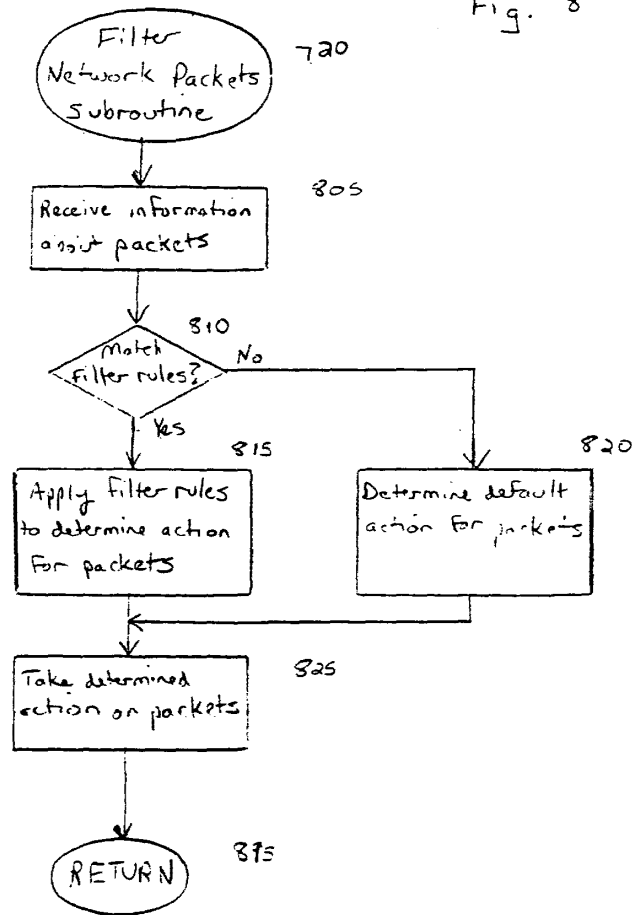 Fig. 8
Filter
Network Packets
Subroutine
720
Receive information
about packets
805
Match
filter rules?
810
No
Yes
Apply filter rules
to determine action
for packets
815
Determine default
action for packets
820
Take determined
action on packets
825
RETURN
895